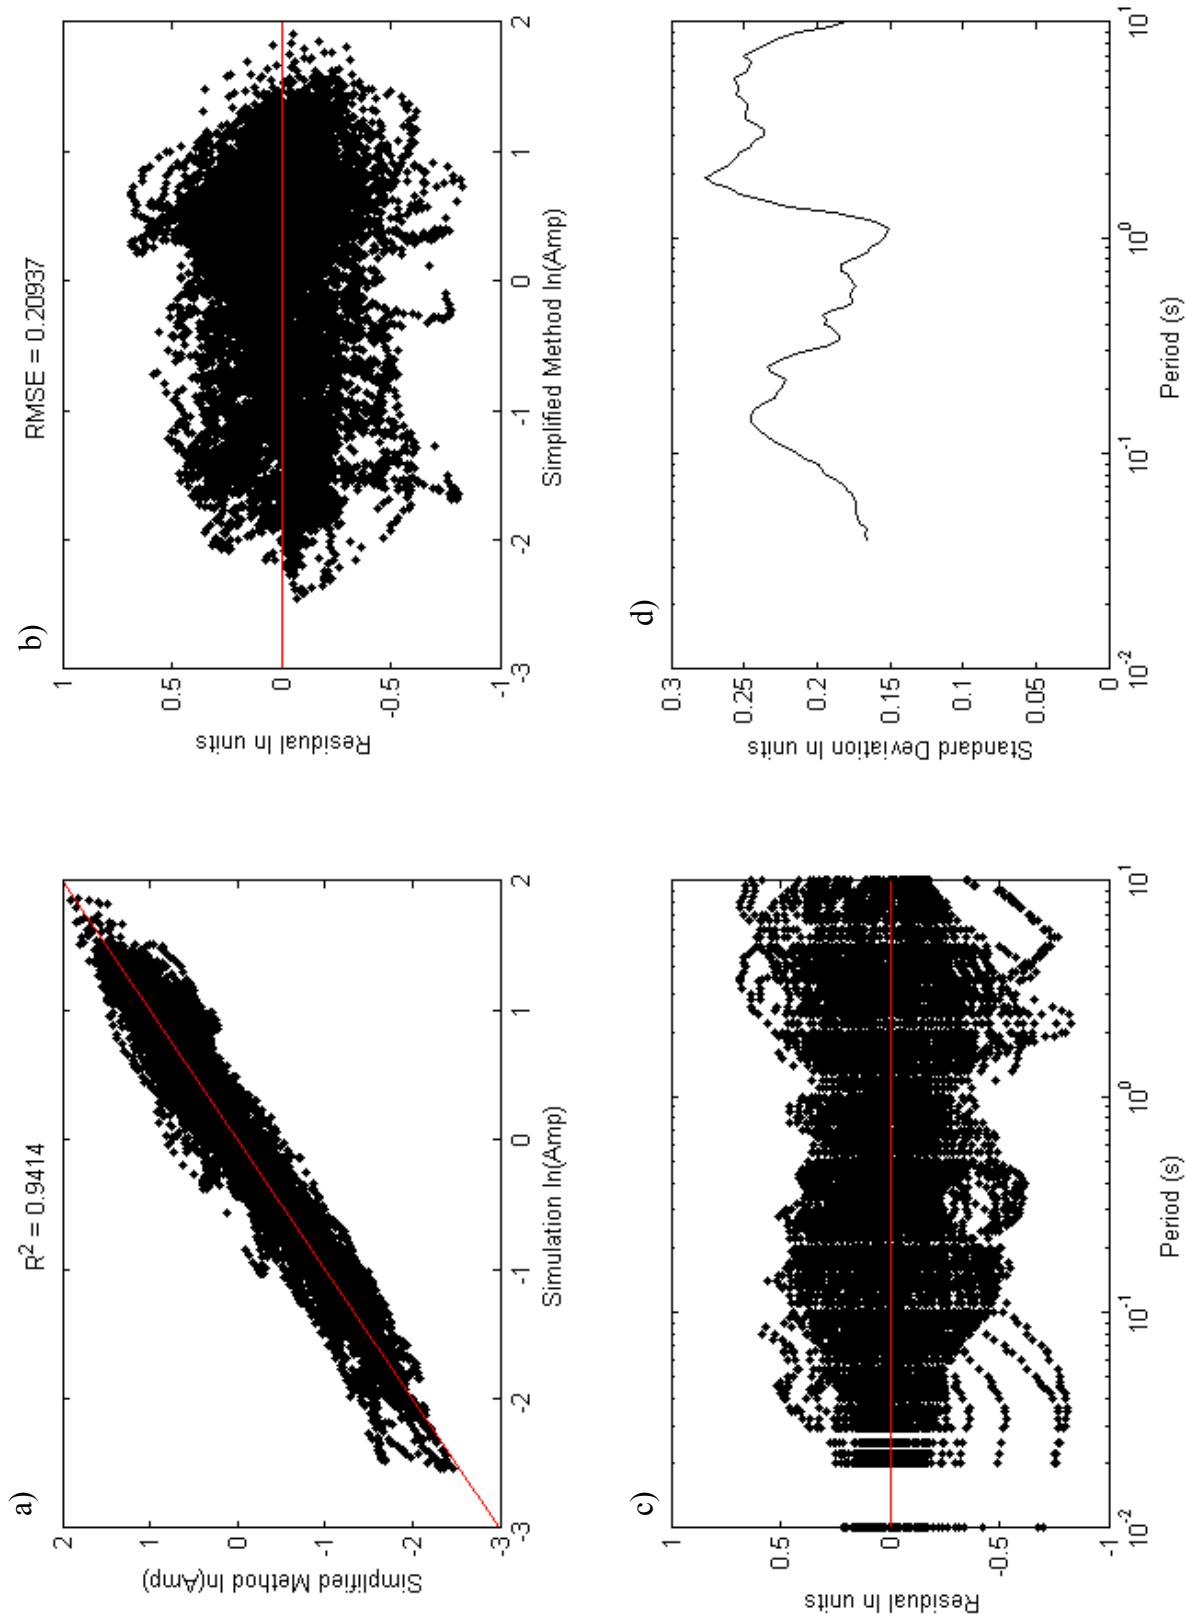 a)
R2 = 0.9414
2
1
0
-1
-2
-3
Simplified Method ln(Amp)
-3 -2 -1 0 1 2
Simulation ln(Amp)
b)
RMSE = 0.20937
1
0.5
0
-0.5
-1
Residual ln units
-3 -2 -1 0 1 2
Simplified Method ln(Amp)
c)
1
0.5
0
-0.5
-1
Residual ln units
10-2 10-1 100 101
Period (s)
d)
0.3
0.25
0.2
0.15
0.1
0.05
0
Standard Deviation ln units
10-2 10-1 100 101
Period (s)